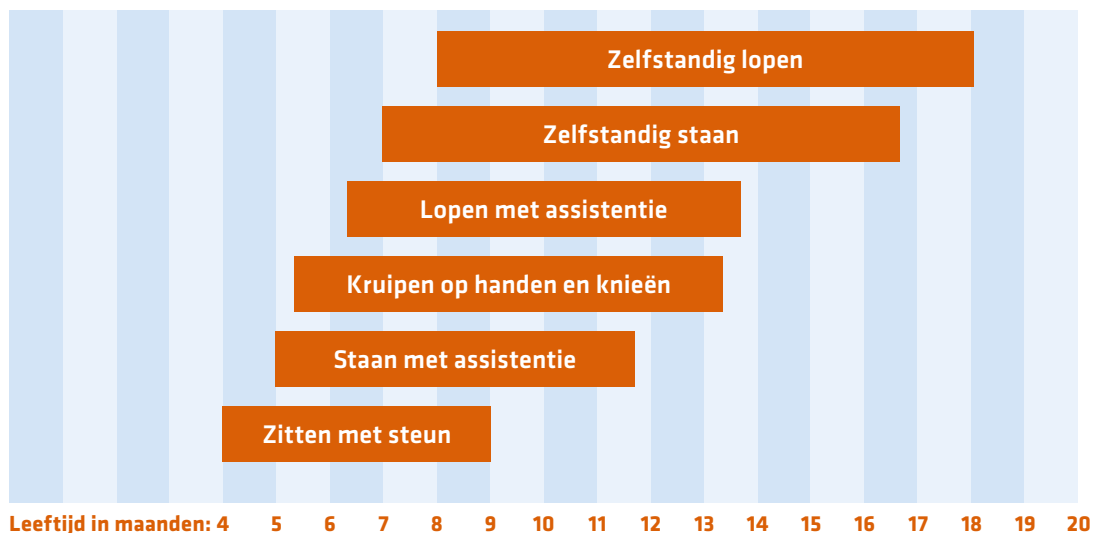 Zelfstandig lopen
Zelfstandig staan
Lopen met assistentie
Kruipen op handen en knieën
Staan met assistentie
Zitten met steun
Leeftijd in maanden: 4 5 6 7 8 9 10 11 12 13 14 15 16 17 18 19 20